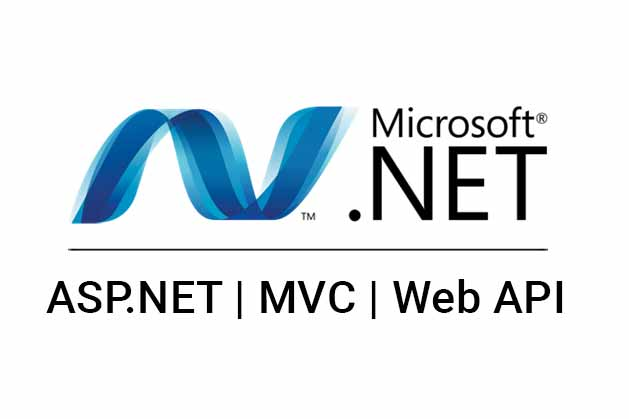 Microsoft®
.NET
™
ASP.NET | MVC | Web API